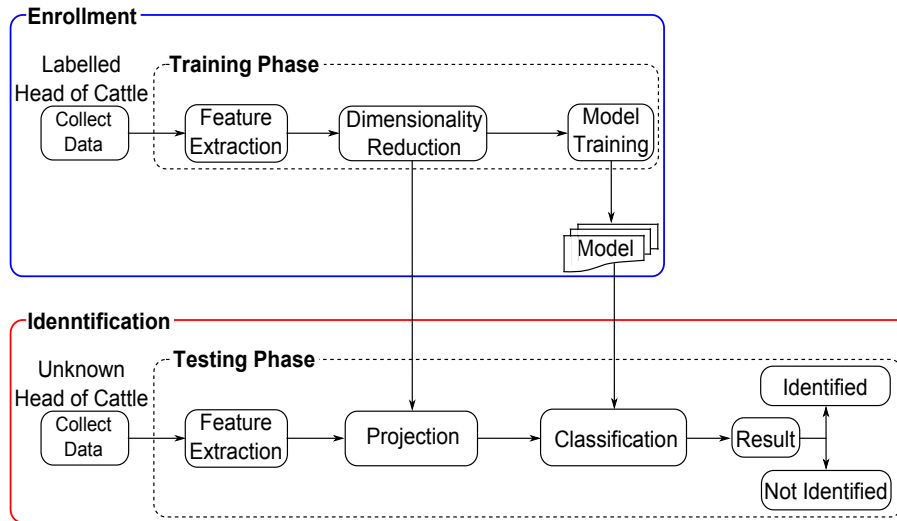 Enrollment
Labelled
Head of Cattle
Training Phase
Collect
Data
Feature
Extraction
Dimensionality
Reduction
Model
Training
Model
Idenntification
Unknown
Head of Cattle
Testing Phase
Collect
Data
Feature
Extraction
Projection
Classification
Result
Identified
Not Identified